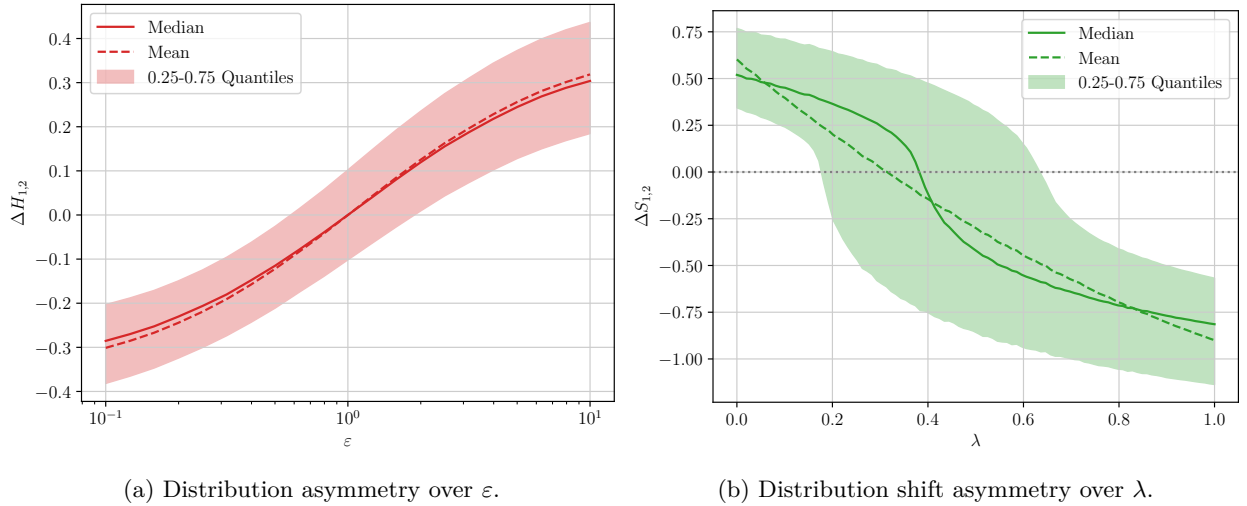 Median
Mean
0.25-0.75 Quantiles
0.4
0.3
0.2
0.1
0.0
−0.1
−0.2
−0.3
−0.4
ΔH₁,₂
10⁻¹
10⁰
10¹
ε
(a) Distribution asymmetry over ε.
Median
Mean
0.25-0.75 Quantiles
0.75
0.50
0.25
0.00
−0.25
−0.50
−0.75
−1.00
ΔS₁,₂
0.0
0.2
0.4
0.6
0.8
1.0
λ
(b) Distribution shift asymmetry over λ.